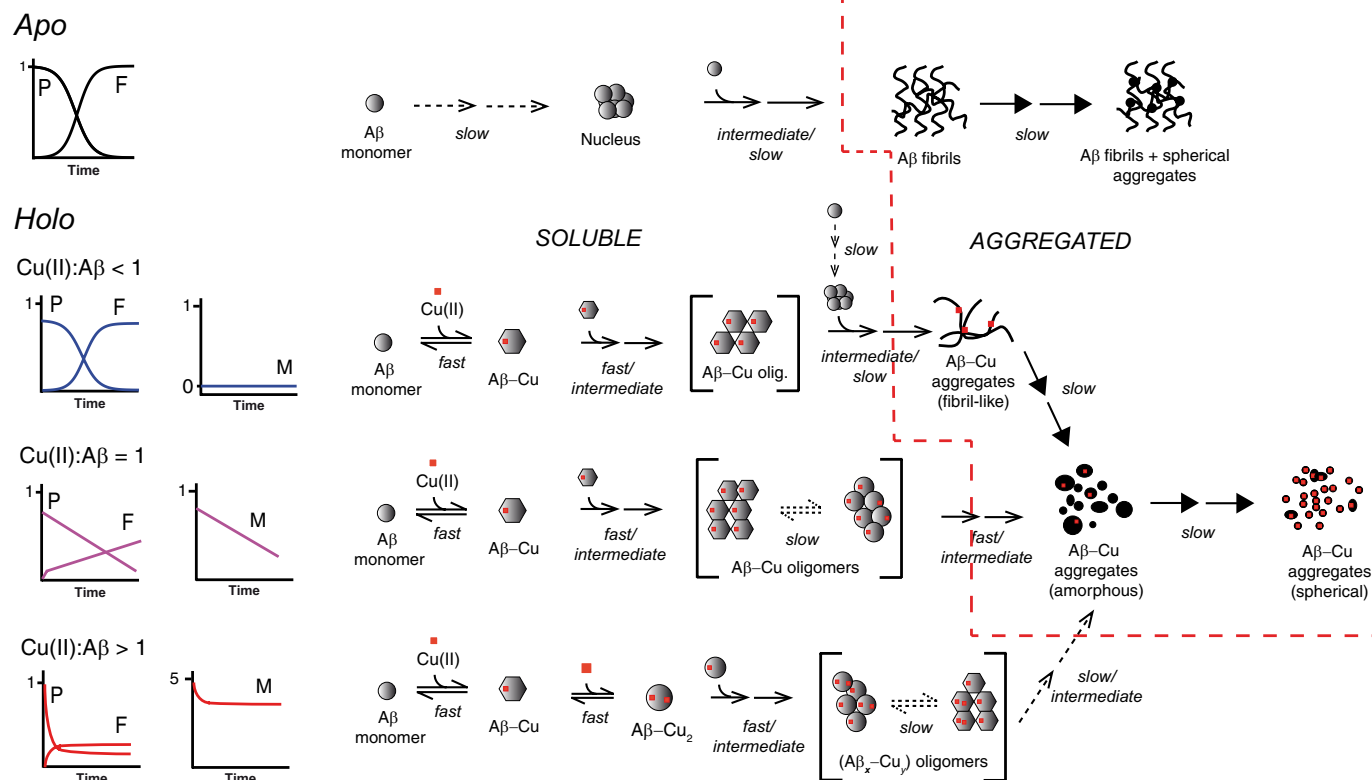 Apo
1
P
F
Time
Aβ
monomer
slow
Nucleus
intermediate/
slow
Aβ fibrils
slow
Aβ fibrils + spherical
aggregates
Holo
SOLUBLE
AGGREGATED
Cu(II):Aβ < 1
1
P
F
Time
1
0
M
Time
Aβ
monomer
Cu(II)
fast
Aβ–Cu
fast/
intermediate
Aβ–Cu olig.
slow
intermediate/
slow
Aβ–Cu
aggregates
(fibril-like)
slow
Cu(II):Aβ = 1
1
P
F
Time
1
M
Time
Aβ
monomer
Cu(II)
fast
Aβ–Cu
fast/
intermediate
slow
Aβ–Cu oligomers
fast/
intermediate
Aβ–Cu
aggregates
(amorphous)
slow
Aβ–Cu
aggregates
(spherical)
Cu(II):Aβ > 1
1
P
F
Time
5
M
Time
Aβ
monomer
Cu(II)
fast
Aβ–Cu
fast
Aβ–Cu₂
fast/
intermediate
slow
(Aβₓ–Cuᵧ) oligomers
slow/
intermediate